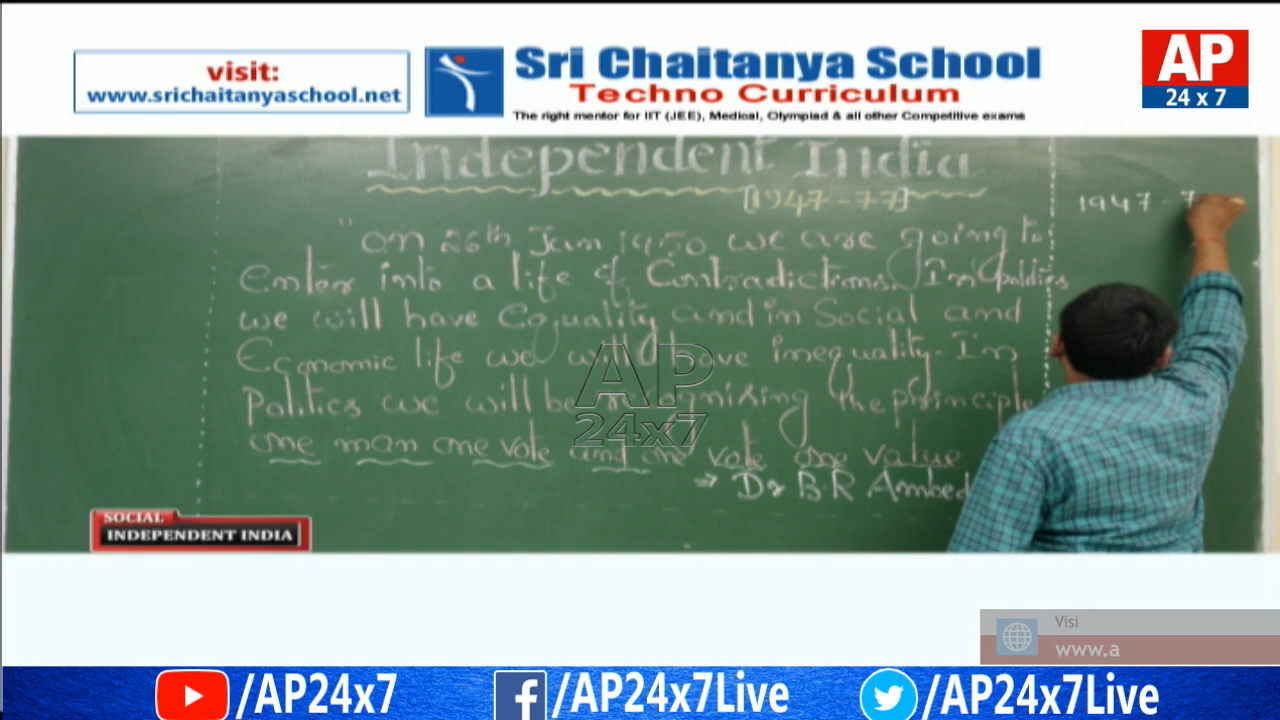 visit:
www.srichaitanyaschool.net
Sri Chaitanya School
Techno Curriculum
The right mentor for IIT (JEE), Medical, Olympiad & all other Competitive exams
AP
24 x 7
Independent India
[1947-77]
1947-7
"on 26th Jan 1950 we are going to
enter into a life of Contradictions. In politics
we will have equality and in Social and
Economic life we will have inequality. In
Politics we will be the principle
one man one vote and one vote one value
⇒ Dr B R Ambed
AP
24x7
SOCIAL
INDEPENDENT INDIA
Visi
www.a
/AP24x7
/AP24x7Live
/AP24x7Live